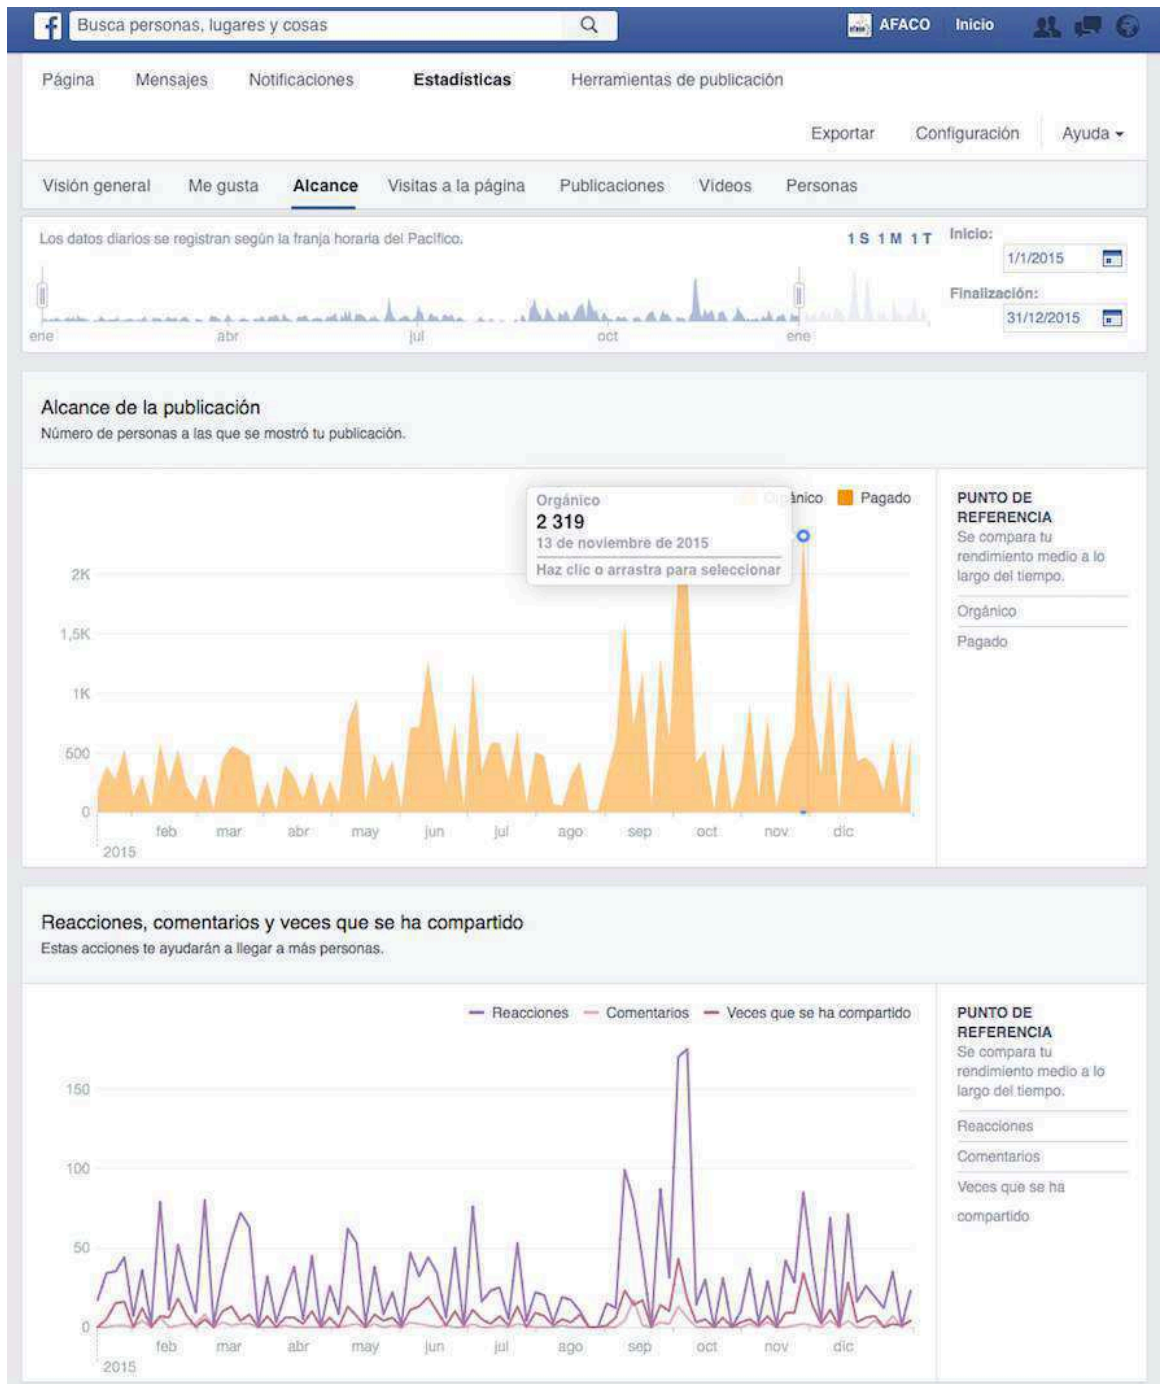 Busca personas, lugares y cosas
AFACO Inicio
Página Mensajes Notificaciones Estadísticas Herramientas de publicación
Exportar Configuración Ayuda
Visión general Me gusta Alcance Visitas a la página Publicaciones Vídeos Personas
Los datos diarios se registran según la franja horaria del Pacífico.
1 S 1 M 1 T
Inicio:
1/1/2015
Finalización:
31/12/2015
ene abr jul oct ene
Alcance de la publicación
Número de personas a las que se mostró tu publicación.
Orgánico
2 319
13 de noviembre de 2015
Haz clic o arrastra para seleccionar
Pagado
2K
1,5K
1K
500
0
feb mar abr may jun jul ago sep oct nov dic
2015
PUNTO DE
REFERENCIA
Se compara tu
rendimiento medio a lo
largo del tiempo.
Orgánico
Pagado
Reacciones, comentarios y veces que se ha compartido
Estas acciones te ayudarán a llegar a más personas.
Reacciones Comentarios Veces que se ha compartido
150
100
50
0
feb mar abr may jun jul ago sep oct nov dic
2015
PUNTO DE
REFERENCIA
Se compara tu
rendimiento medio a lo
largo del tiempo.
Reacciones
Comentarios
Veces que se ha
compartido